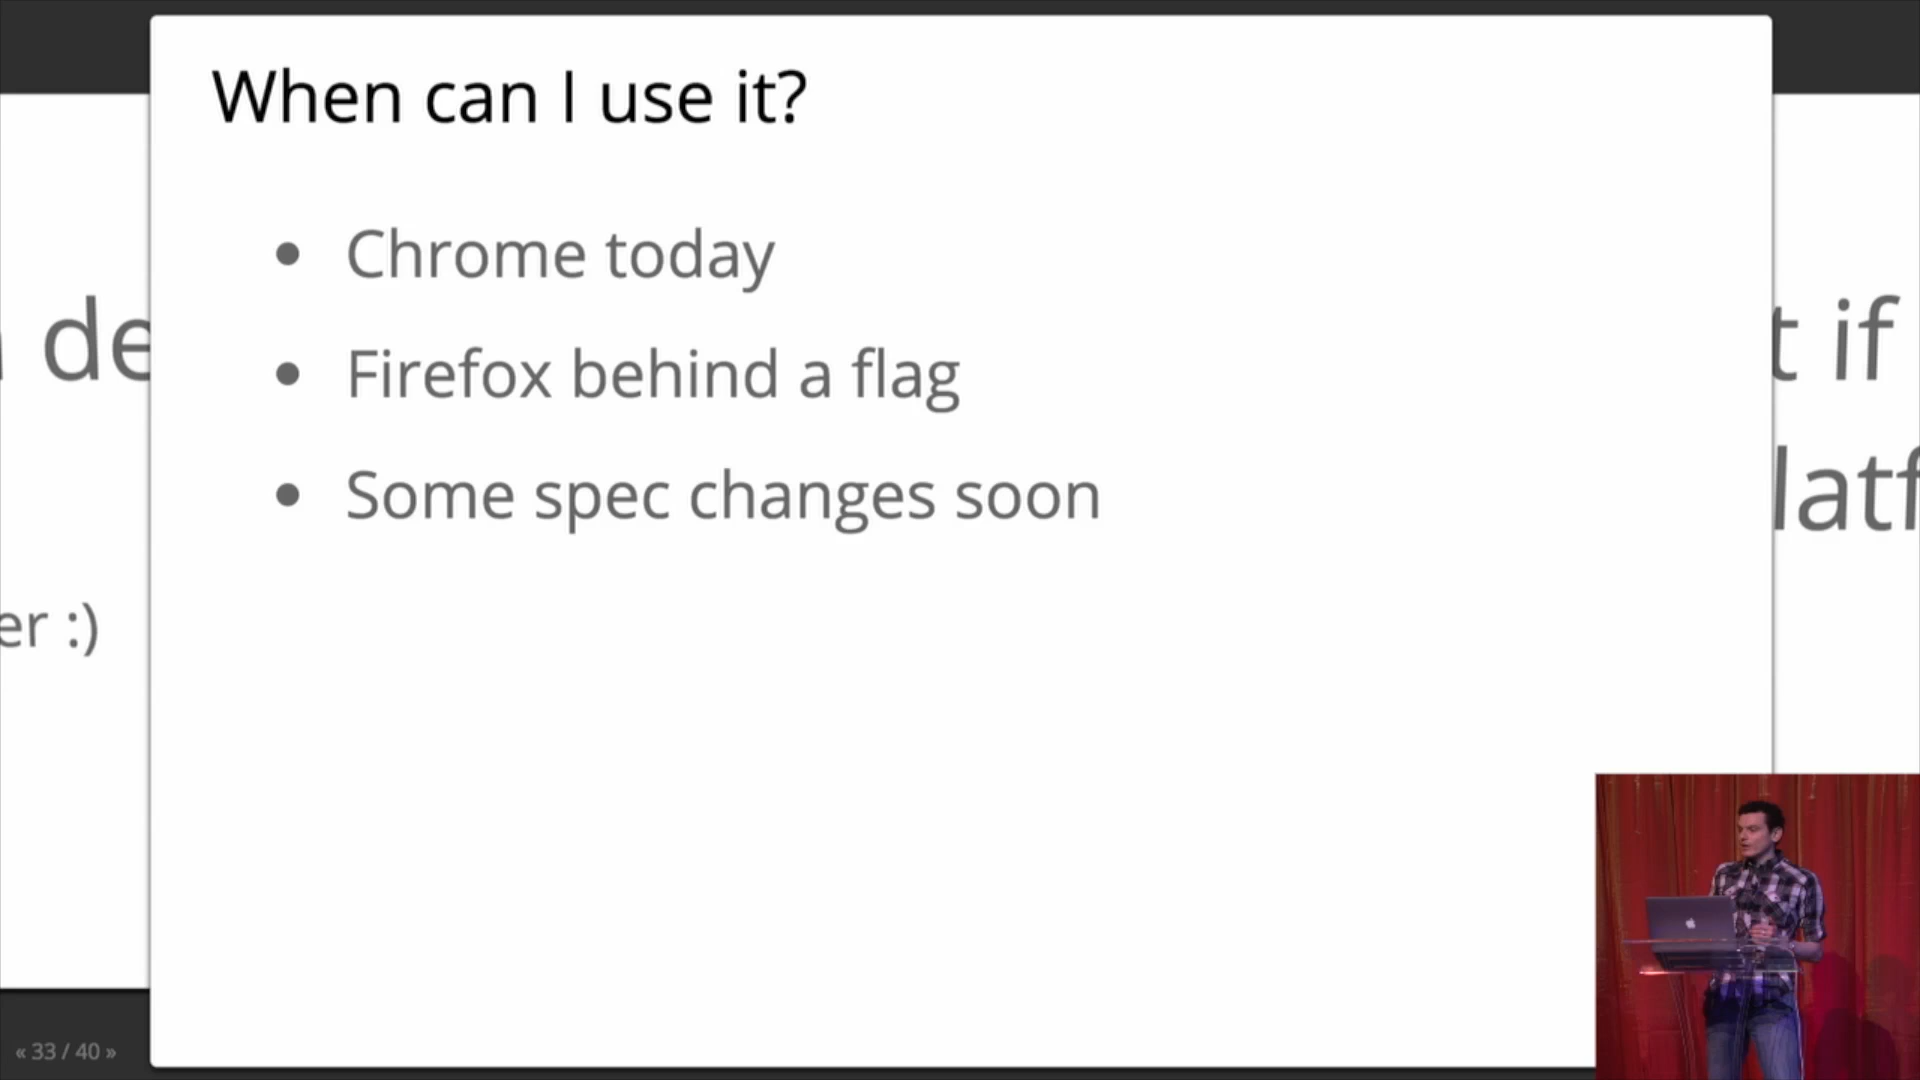 When can I use it?
• Chrome today
• Firefox behind a flag
• Some spec changes soon
de
er :)
t if
latf
« 33 / 40 »